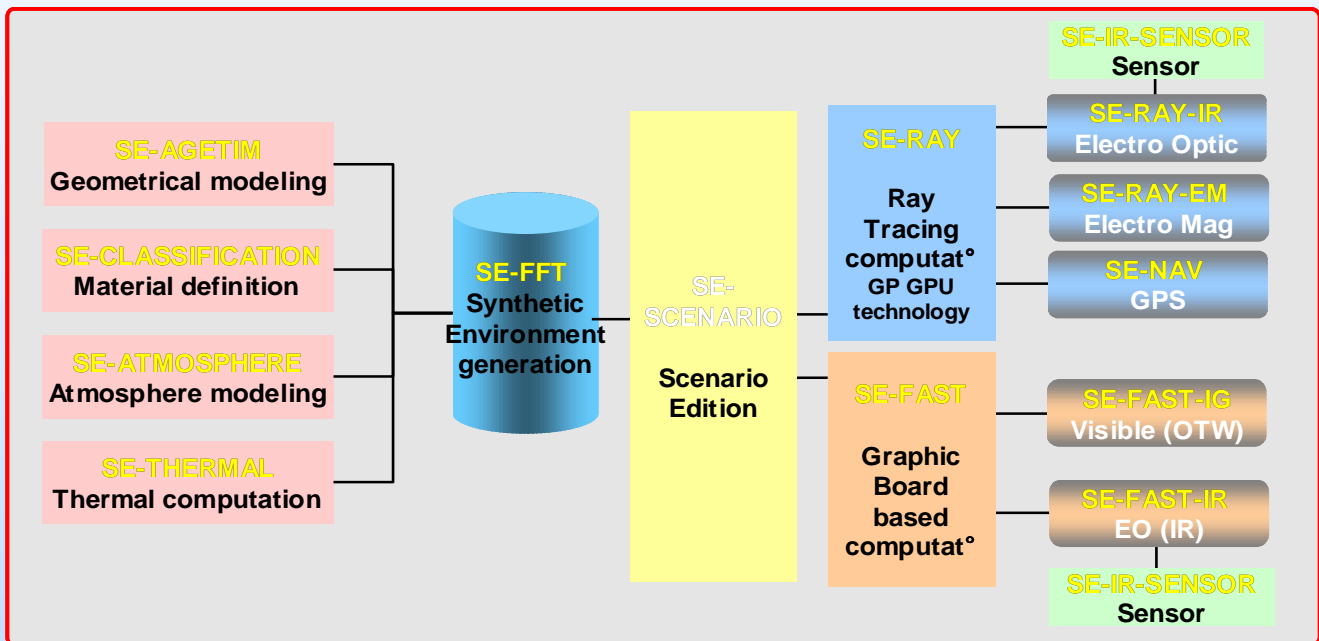 SE-AGETIM
Geometrical modeling
SE-CLASSIFICATION
Material definition
SE-ATMOSPHERE
Atmosphere modeling
SE-THERMAL
Thermal computation
SE-FFT
Synthetic
Environment
generation
SE-
SCENARIO
Scenario
Edition
SE-RAY
Ray
Tracing
computat°
GP GPU
technology
SE-FAST
Graphic
Board
based
computat°
SE-IR-SENSOR
Sensor
SE-RAY-IR
Electro Optic
SE-RAY-EM
Electro Mag
SE-NAV
GPS
SE-FAST-IG
Visible (OTW)
SE-FAST-IR
EO (IR)
SE-IR-SENSOR
Sensor